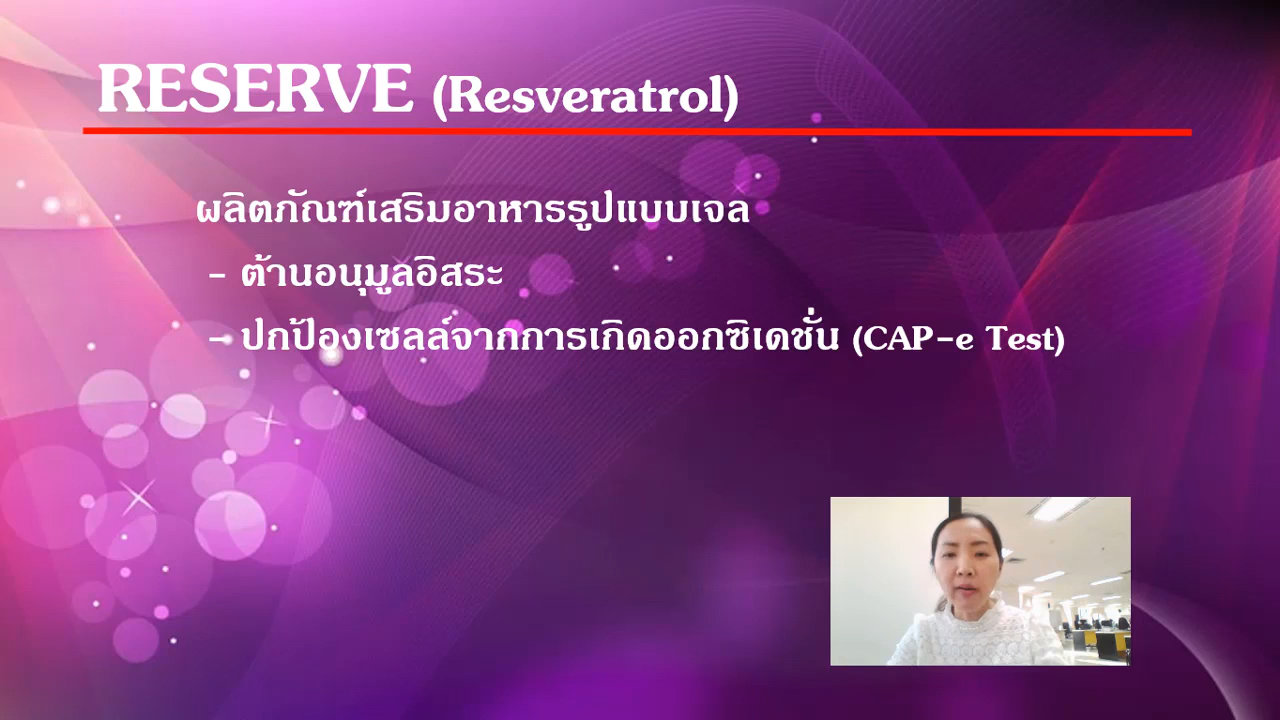 RESERVE (Resveratrol)
ผลิตภัณฑ์เสริมอาหารรูปแบบเจล
- ต้านอนุมูลอิสระ
- ปกป้องเซลล์จากการเกิดออกซิเดชั่น (CAP-e Test)